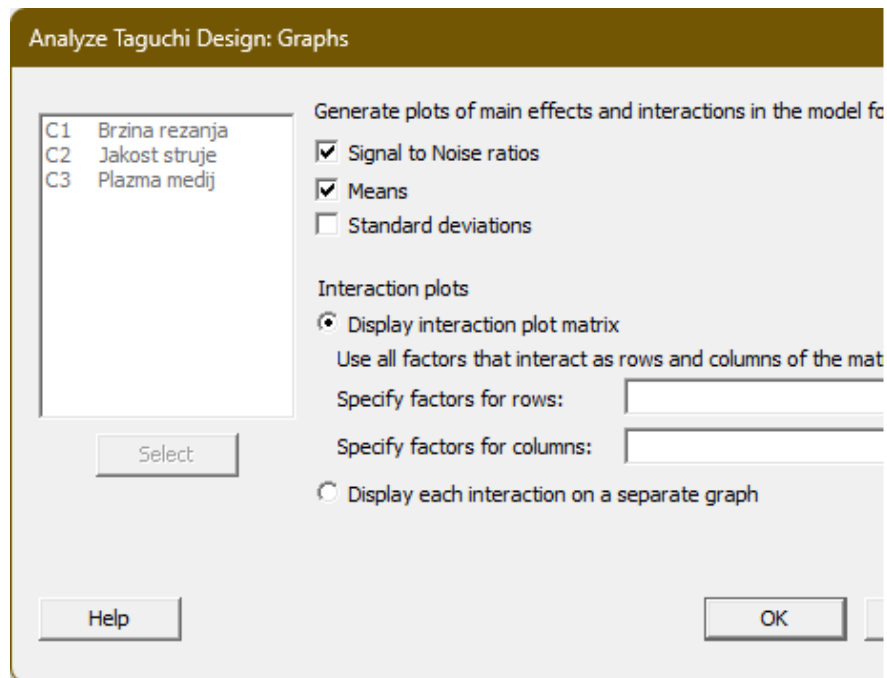 Analyze Taguchi Design: Graphs
C1 Brzina rezanja
C2 Jakost struje
C3 Plazma medij
Select
Generate plots of main effects and interactions in the model fo
Signal to Noise ratios
Means
Standard deviations
Interaction plots
Display interaction plot matrix
Use all factors that interact as rows and columns of the mat
Specify factors for rows:
Specify factors for columns:
Display each interaction on a separate graph
Help
OK